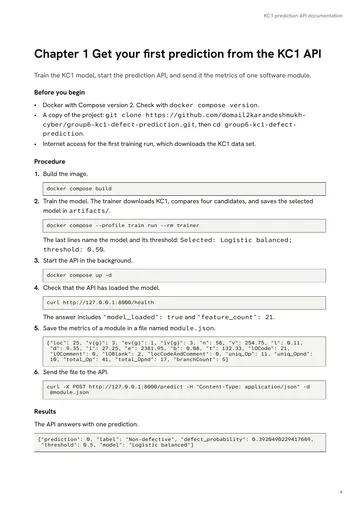 KC1 prediction API documentation
Chapter 1 Get your first prediction from the KC1 API
Train the KC1 model, start the prediction API, and send it the metrics of one software module.
Before you begin
• Docker with Compose version 2. Check with docker compose version.
• A copy of the project: git clone https://github.com/domail2karandeshmukh-
cyber/group6-kc1-defect-prediction.git, then cd group6-kc1-defect-
prediction.
• Internet access for the first training run, which downloads the KC1 data set.
Procedure
1. Build the image.
docker compose build
2. Train the model. The trainer downloads KC1, compares four candidates, and saves the selected
model in artifacts/.
docker compose --profile train run --rm trainer
The last lines name the model and its threshold: Selected: Logistic balanced;
threshold: 0.50.
3. Start the API in the background.
docker compose up -d
4. Check that the API has loaded the model.
curl http://127.0.0.1:8000/health
The answer includes "model_loaded": true and "feature_count": 21.
5. Save the metrics of a module in a file named module.json.
{"loc": 25, "v(g)": 3, "ev(g)": 1, "iv(g)": 3, "n": 58, "v": 254.75, "l": 0.11,
"d": 9.35, "i": 27.25, "e": 2381.95, "b": 0.08, "t": 132.33, "lOCode": 21,
"lOComment": 0, "lOBlank": 2, "locCodeAndComment": 0, "uniq_Op": 11, "uniq_Opnd":
10, "total_Op": 41, "total_Opnd": 17, "branchCount": 5}
6. Send the file to the API.
curl -X POST http://127.0.0.1:8000/predict -H "Content-Type: application/json" -d
@module.json
Results
The API answers with one prediction.
{"prediction": 0, "label": "Non-defective", "defect_probability": 0.3920490229417689,
"threshold": 0.5, "model": "Logistic balanced"}
4